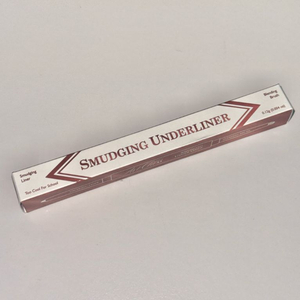 Smudging
Liner
Too Cool For School
SMUDGING UNDERLINER
Blending
Brush